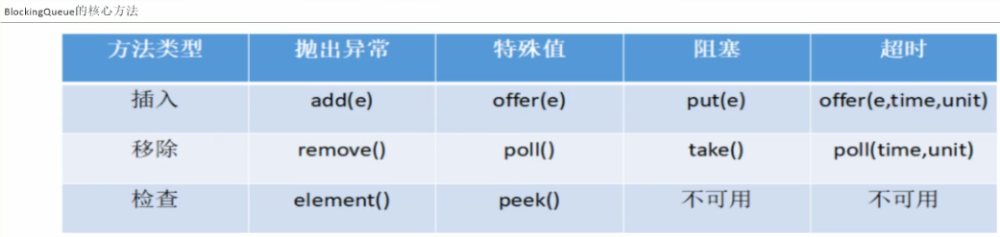 BlockingQueue的核心方法
方法类型 抛出异常 特殊值 阻塞 超时
插入 add(e) offer(e) put(e) offer(e,time,unit)
移除 remove() poll() take() poll(time,unit)
检查 element() peek() 不可用 不可用